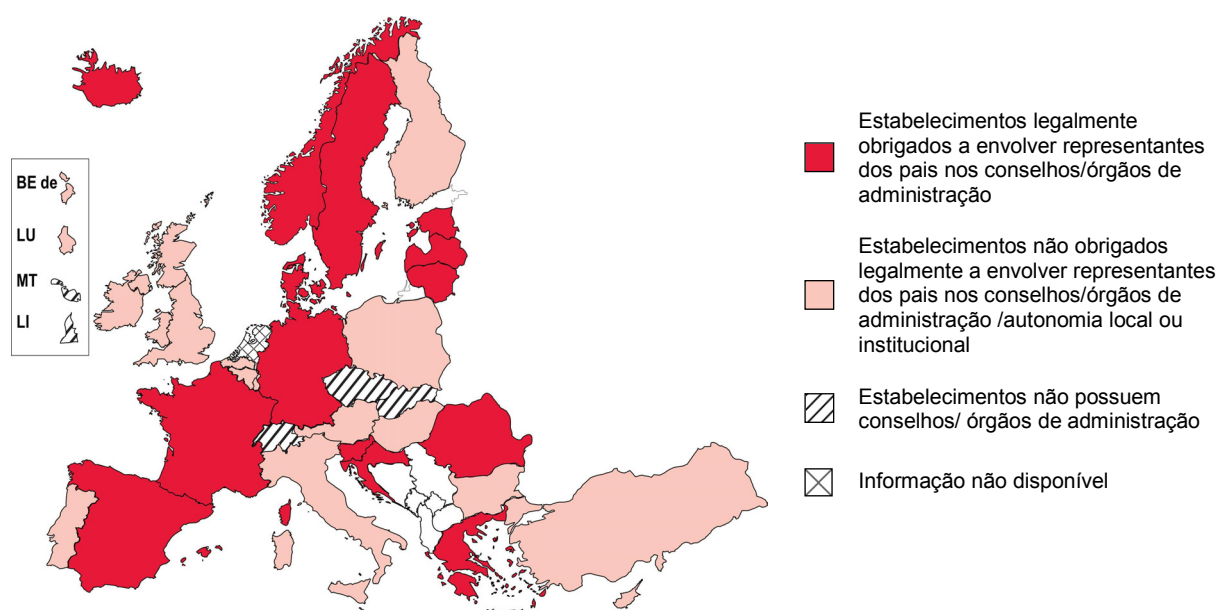 BE de
LU
MT
LI
Estabelecimentos legalmente
obrigados a envolver representantes
dos pais nos conselhos/órgãos de
administração
Estabelecimentos não obrigados
legalmente a envolver representantes
dos pais nos conselhos/órgãos de
administração /autonomia local ou
institucional
Estabelecimentos não possuem
conselhos/ órgãos de administração
Informação não disponível